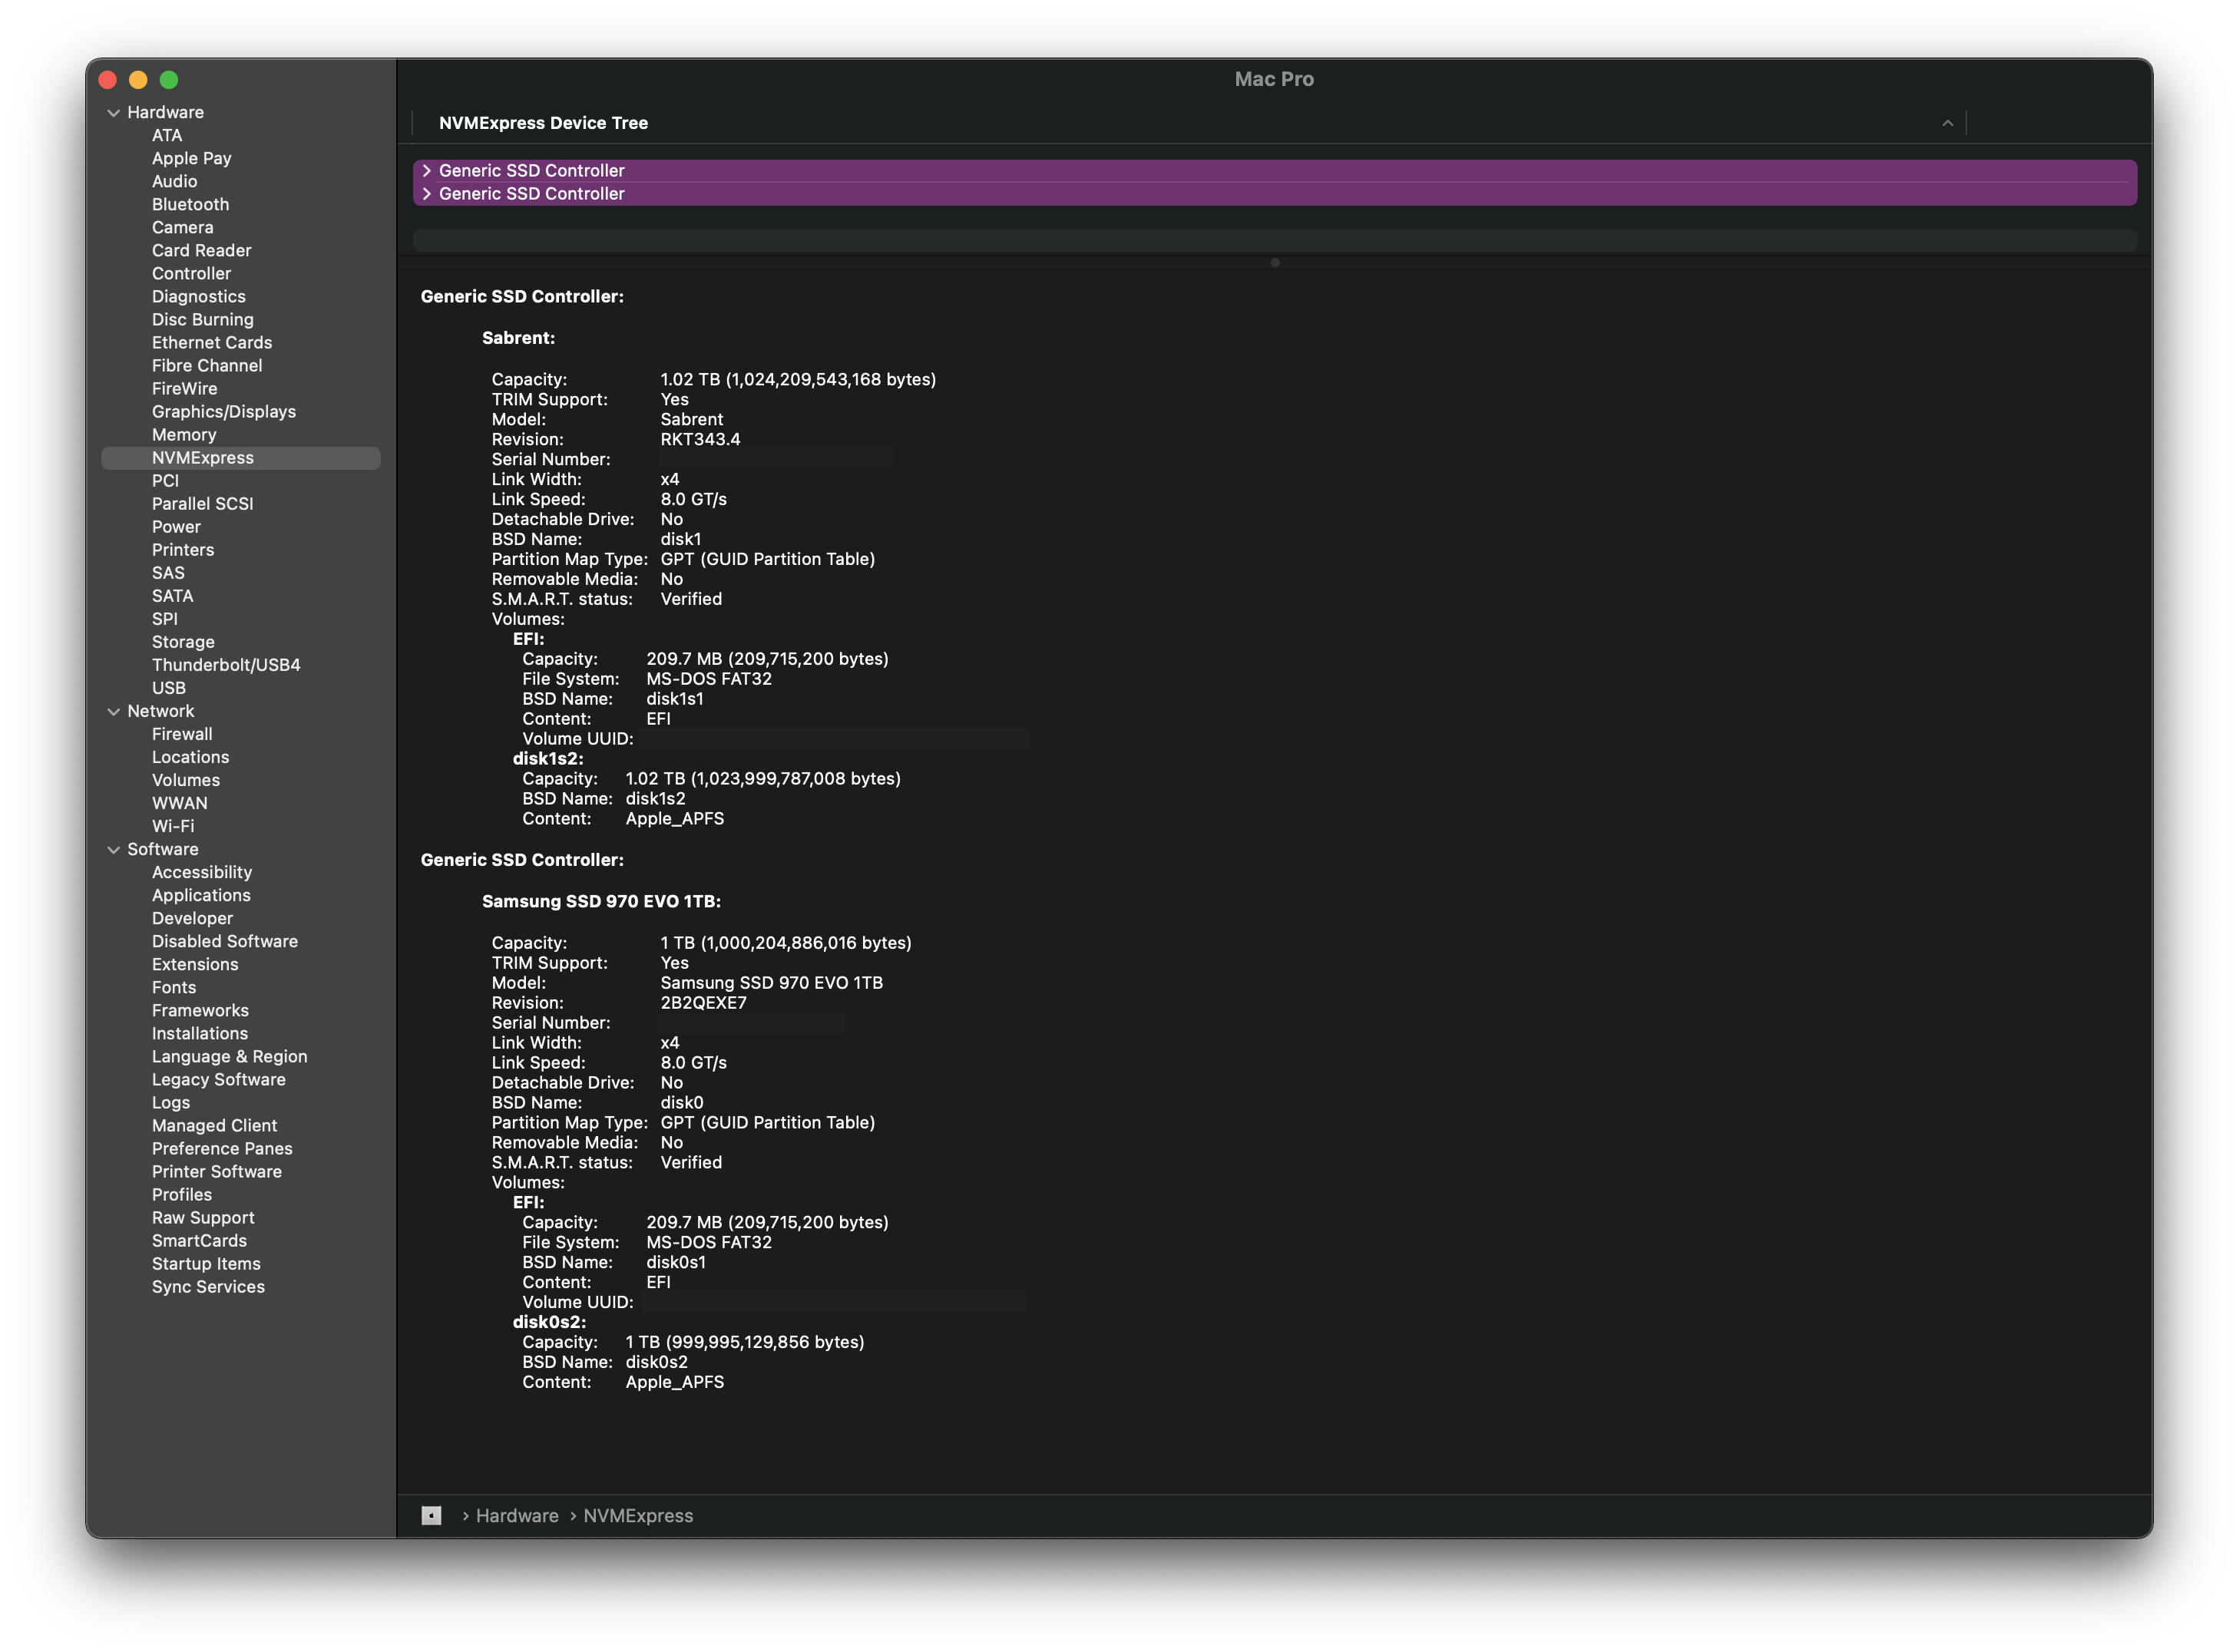 Mac Pro
Hardware
ATA
Apple Pay
Audio
Bluetooth
Camera
Card Reader
Controller
Diagnostics
Disc Burning
Ethernet Cards
Fibre Channel
FireWire
Graphics/Displays
Memory
NVMExpress
PCI
Parallel SCSI
Power
Printers
SAS
SATA
SPI
Storage
Thunderbolt/USB4
USB
Network
Firewall
Locations
Volumes
WWAN
Wi-Fi
Software
Accessibility
Applications
Developer
Disabled Software
Extensions
Fonts
Frameworks
Installations
Language & Region
Legacy Software
Logs
Managed Client
Preference Panes
Printer Software
Profiles
Raw Support
SmartCards
Startup Items
Sync Services
NVMExpress Device Tree
Generic SSD Controller
Generic SSD Controller
Generic SSD Controller:
Sabrent:
Capacity: 1.02 TB (1,024,209,543,168 bytes)
TRIM Support: Yes
Model: Sabrent
Revision: RKT343.4
Serial Number:
Link Width: x4
Link Speed: 8.0 GT/s
Detachable Drive: No
BSD Name: disk1
Partition Map Type: GPT (GUID Partition Table)
Removable Media: No
S.M.A.R.T. status: Verified
Volumes:
EFI:
Capacity: 209.7 MB (209,715,200 bytes)
File System: MS-DOS FAT32
BSD Name: disk1s1
Content: EFI
Volume UUID:
disk1s2:
Capacity: 1.02 TB (1,023,999,787,008 bytes)
BSD Name: disk1s2
Content: Apple_APFS
Generic SSD Controller:
Samsung SSD 970 EVO 1TB:
Capacity: 1 TB (1,000,204,886,016 bytes)
TRIM Support: Yes
Model: Samsung SSD 970 EVO 1TB
Revision: 2B2QEXE7
Serial Number:
Link Width: x4
Link Speed: 8.0 GT/s
Detachable Drive: No
BSD Name: disk0
Partition Map Type: GPT (GUID Partition Table)
Removable Media: No
S.M.A.R.T. status: Verified
Volumes:
EFI:
Capacity: 209.7 MB (209,715,200 bytes)
File System: MS-DOS FAT32
BSD Name: disk0s1
Content: EFI
Volume UUID:
disk0s2:
Capacity: 1 TB (999,995,129,856 bytes)
BSD Name: disk0s2
Content: Apple_APFS
› Hardware › NVMExpress